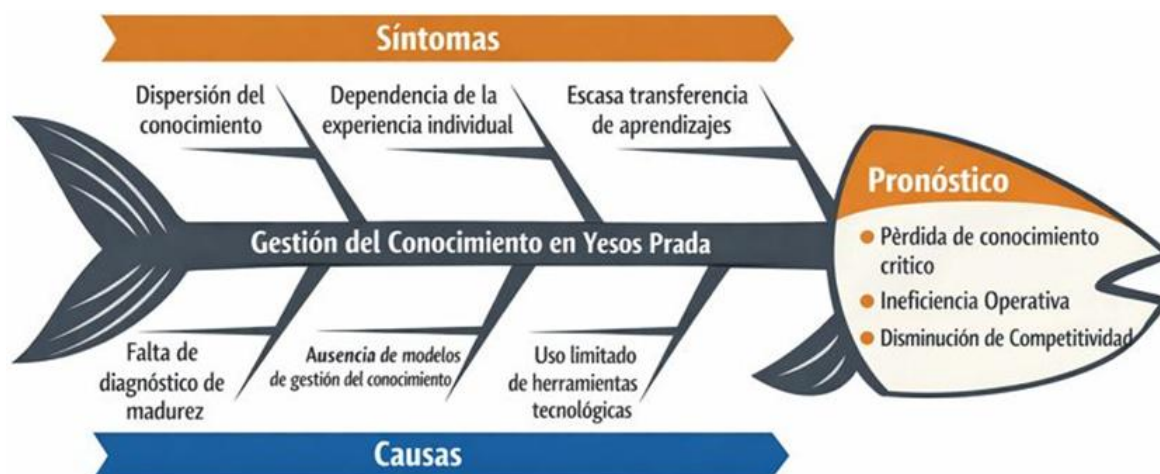 Síntomas
Dispersión del
conocimiento
Dependencia de la
experiencia individual
Escasa transferencia
de aprendizajes
Gestión del Conocimiento en Yesos Prada
Pronóstico
Pèrdida de conocimiento
critico
Ineficiencia Operativa
Disminución de Competitividad
Falta de
diagnóstico de
madurez
Ausencia de modelos
de gestión del conocimiento
Uso limitado
de herramientas
tecnológicas
Causas